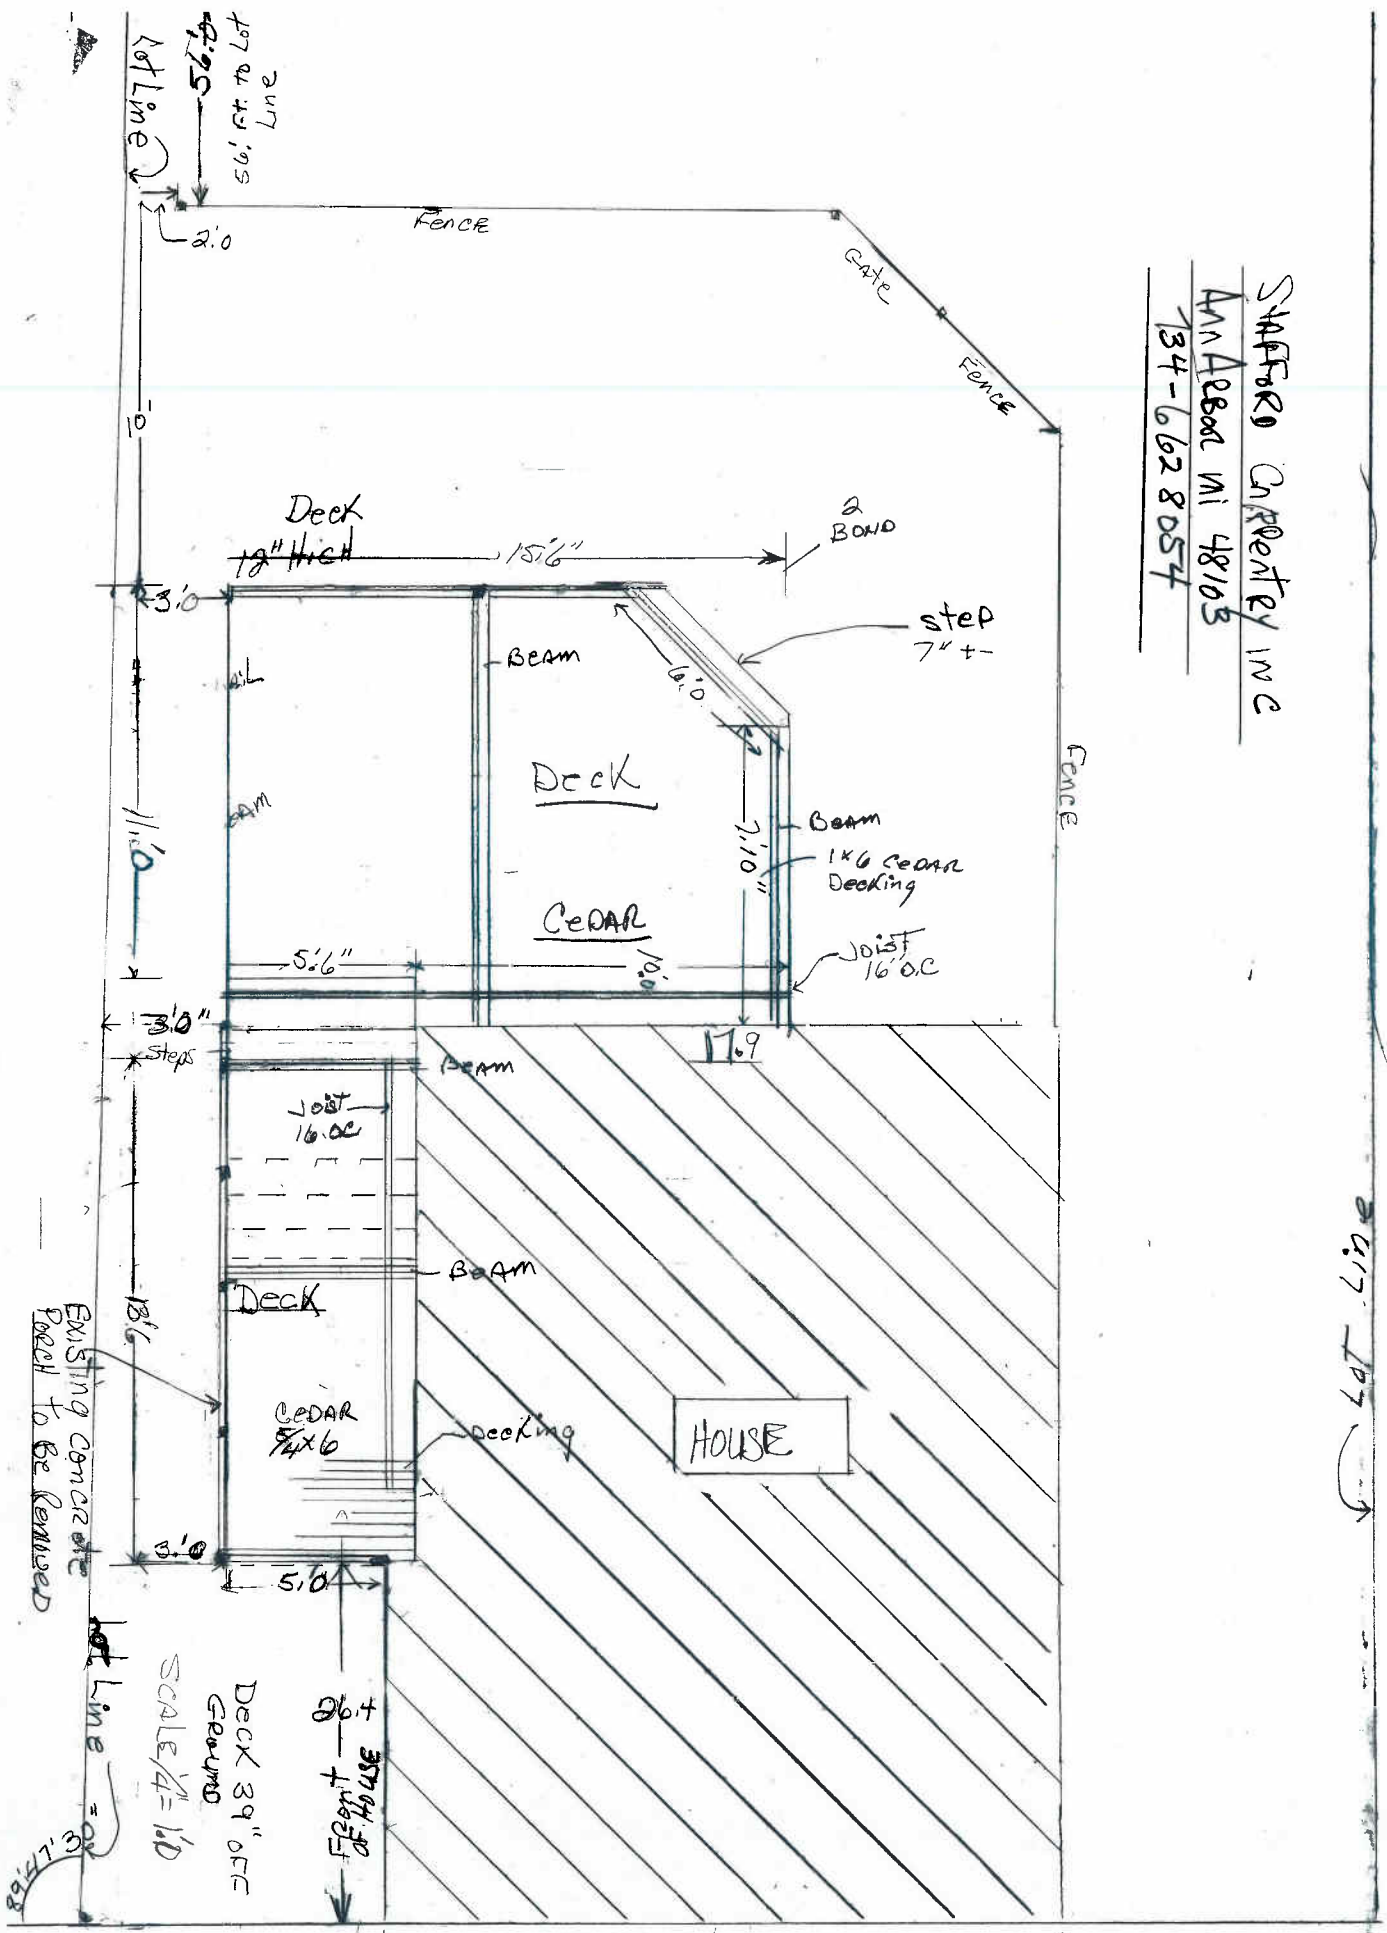 STAFFORD CARPENTRY INC
Ann ARBOR mi 48103
734-662 8054
56'.0
56' Ft. to Lot
Line
Lot Line
2'.0
Fence
Gate
Fence
Fence
Deck
12" HIGH
15'.6"
2
BOND
3'.0
step
7" +-
BEAM
6'.0
Deck
BEAM
1x6 CEDAR
Decking
7'.10"
CEDAR
11'.0
5'.6"
10'.0
JOIST
16 O.C
3'0"
Steps
17.9
BEAM
JOIST
16.OC
BEAM
Deck
13'6
Existing Concrete
PORCH to Be Removed
CEDAR
5/4x6
Decking
HOUSE
3'.0
5'.0
26.4
FRONT
OF HOUSE
Deck 39" OFF
GROUND
SCALE 1/4"=1'.0
Lot Line